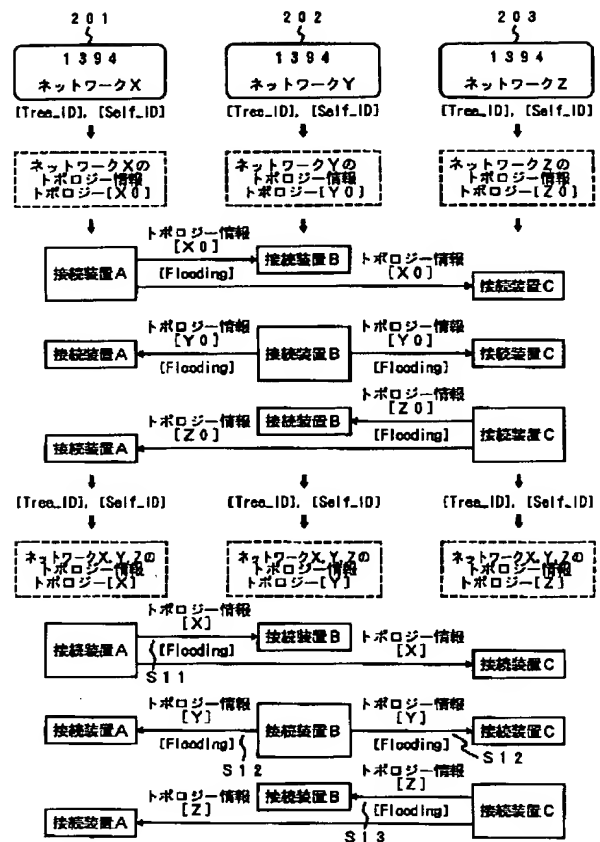 201 202 203
1394 1394 1394
ネットワークX ネットワークY ネットワークZ
[Tree_ID], [Self_ID] [Tree_ID], [Self_ID] [Tree_ID], [Self_ID]
ネットワークXの ネットワークYの ネットワークZの
トポロジー情報 トポロジー情報 トポロジー情報
トポロジー[X0] トポロジー[Y0] トポロジー[Z0]
トポロジー情報
[X0]
接続装置A [Flooding] 接続装置B トポロジー情報
[X0]
接続装置C
トポロジー情報 トポロジー情報
[Y0] [Y0]
接続装置A 接続装置B 接続装置C
[Flooding] [Flooding]
トポロジー情報
[Z0]
トポロジー情報 接続装置B [Flooding] 接続装置C
[Z0]
接続装置A
[Tree_ID], [Self_ID] [Tree_ID], [Self_ID] [Tree_ID], [Self_ID]
ネットワークX,Y,Zの ネットワークX,Y,Zの ネットワークX,Y,Zの
トポロジー情報 トポロジー情報 トポロジー情報
トポロジー[X] トポロジー[Y] トポロジー[Z]
トポロジー情報
[X]
接続装置A [Flooding] 接続装置B トポロジー情報
[X]
S11 接続装置C
トポロジー情報 トポロジー情報
[Y] [Y]
接続装置A 接続装置B 接続装置C
[Flooding] [Flooding]
S12 S12
トポロジー情報
[Z]
トポロジー情報 接続装置B [Flooding] 接続装置C
[Z]
接続装置A
S13